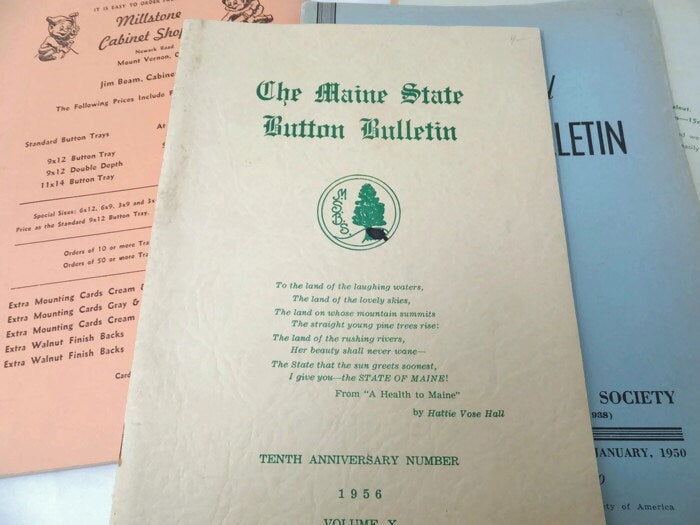 IT IS EASY TO ORDER
Millstone
Cabinet Shop
Newark Road
Mount Vernon,
Jim Beam, Cabinet
The Following Prices Include
Standard Button Trays
9x12 Button Tray
9x12 Double Depth
11x14 Button Tray
Special Sizes: 6x12, 6x9, 3x9 and
Price as the Standard 9x12 Button Tray.
Orders of 10 or more
Orders of 50 or more
Extra Mounting Cards Cream &
Extra Mounting Cards Gray &
Extra Mounting Cards Cream
Extra Walnut Finish Backs
Extra Walnut Finish Backs
The Maine State
Button Bulletin
M.S.B.S.
To the land of the laughing waters,
The land of the lovely skies,
The land on whose mountain summits
The straight young pine trees rise:
The land of the rushing rivers,
Her beauty shall never wane—
The State that the sun greets soonest,
I give you—the STATE OF MAINE!
From "A Health to Maine"
by Hattie Vose Hall
TENTH ANNIVERSARY NUMBER
1956
VOLUME X
LETIN
SOCIETY
938)
JANUARY, 1950
ty of America